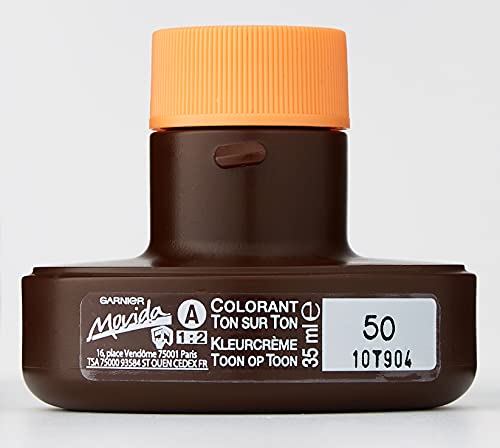 GARNIER
Movida
16, place Vendôme 75001 Paris
TSA 75000 93584 ST OUEN CEDEX.FR
A
1:2
COLORANT
TON SUR TON
KLEURCRÈME
TOON OP TOON
35 ml e
50
10T904